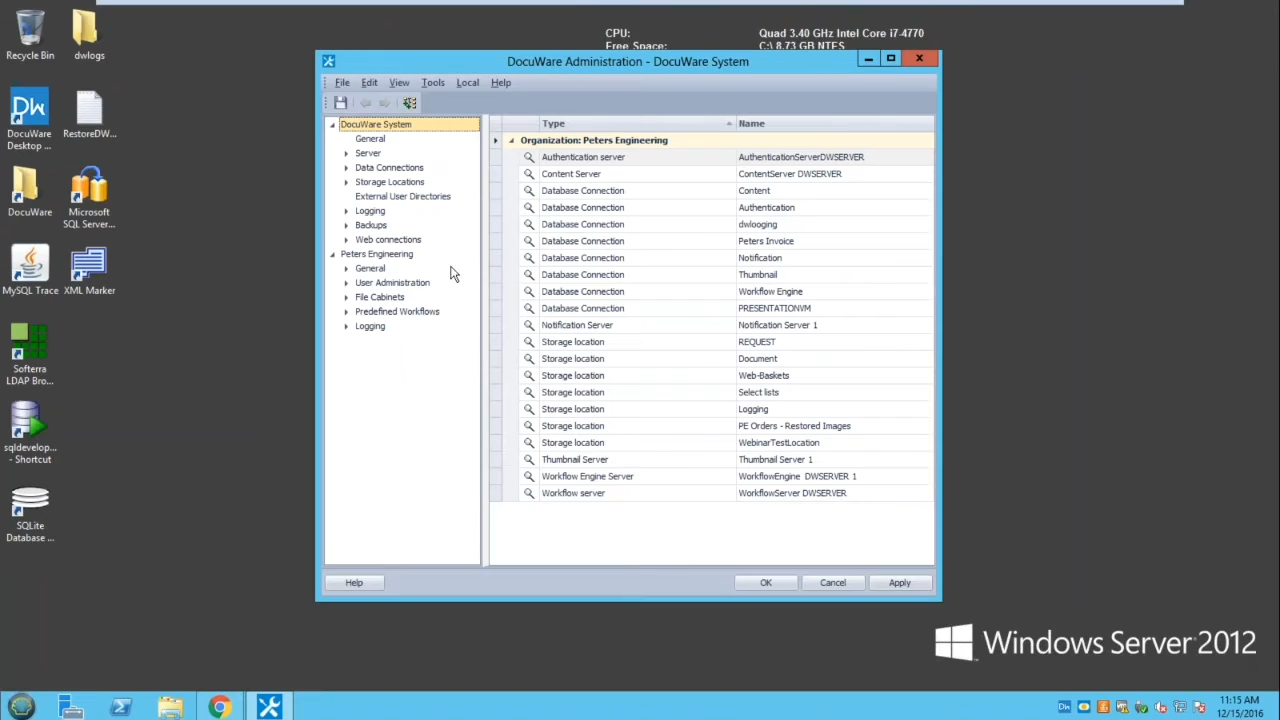 CPU: Quad 3.40 GHz Intel Core i7-4770
Free Space: C:\ 8.73 GB NTFS
Recycle Bin
dwlogs
DocuWare
Desktop ...
RestoreDW...
DocuWare
Microsoft
SQL Server...
MySQL Trace
XML Marker
Softerra
LDAP Bro...
sqldevelop...
- Shortcut
SQLite
Database ...
DocuWare Administration - DocuWare System
File Edit View Tools Local Help
DocuWare System
General
Server
Data Connections
Storage Locations
External User Directories
Logging
Backups
Web connections
Peters Engineering
General
User Administration
File Cabinets
Predefined Workflows
Logging
Type Name
Organization: Peters Engineering
Authentication server AuthenticationServerDWSERVER
Content Server ContentServer DWSERVER
Database Connection Content
Database Connection Authentication
Database Connection dwlooging
Database Connection Peters Invoice
Database Connection Notification
Database Connection Thumbnail
Database Connection Workflow Engine
Database Connection PRESENTATIONVM
Notification Server Notification Server 1
Storage location REQUEST
Storage location Document
Storage location Web-Baskets
Storage location Select lists
Storage location Logging
Storage location PE Orders - Restored Images
Storage location WebinarTestLocation
Thumbnail Server Thumbnail Server 1
Workflow Engine Server WorkflowEngine DWSERVER 1
Workflow server WorkflowServer DWSERVER
Help OK Cancel Apply
Windows Server 2012
11:15 AM
12/15/2016